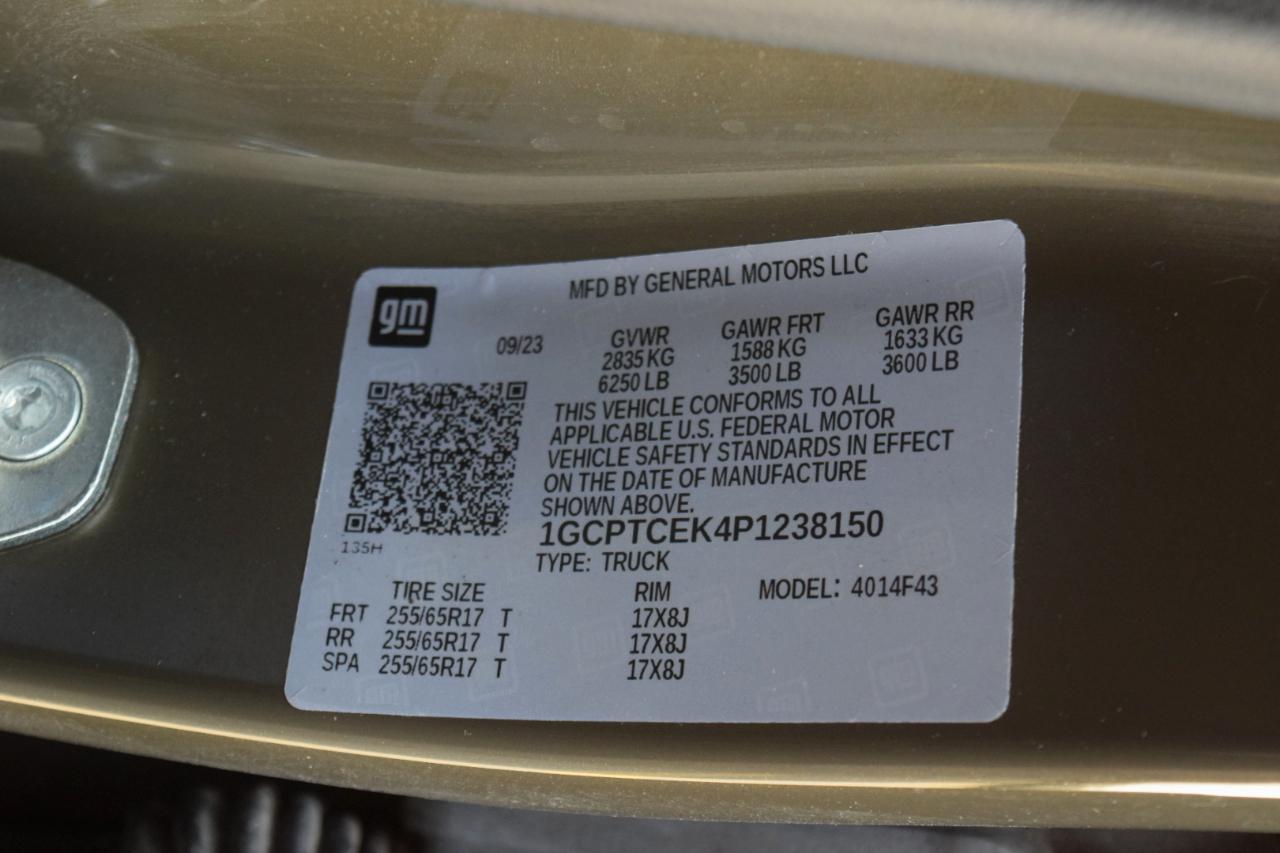 MFD BY GENERAL MOTORS LLC
gm
09/23
GVWR GAWR FRT GAWR RR
2835 KG 1588 KG 1633 KG
6250 LB 3500 LB 3600 LB
THIS VEHICLE CONFORMS TO ALL
APPLICABLE U.S. FEDERAL MOTOR
VEHICLE SAFETY STANDARDS IN EFFECT
ON THE DATE OF MANUFACTURE
SHOWN ABOVE.
1GCPTCEK4P1238150
135H
TYPE: TRUCK
TIRE SIZE RIM MODEL: 4014F43
FRT 255/65R17 T 17X8J
RR 255/65R17 T 17X8J
SPA 255/65R17 T 17X8J